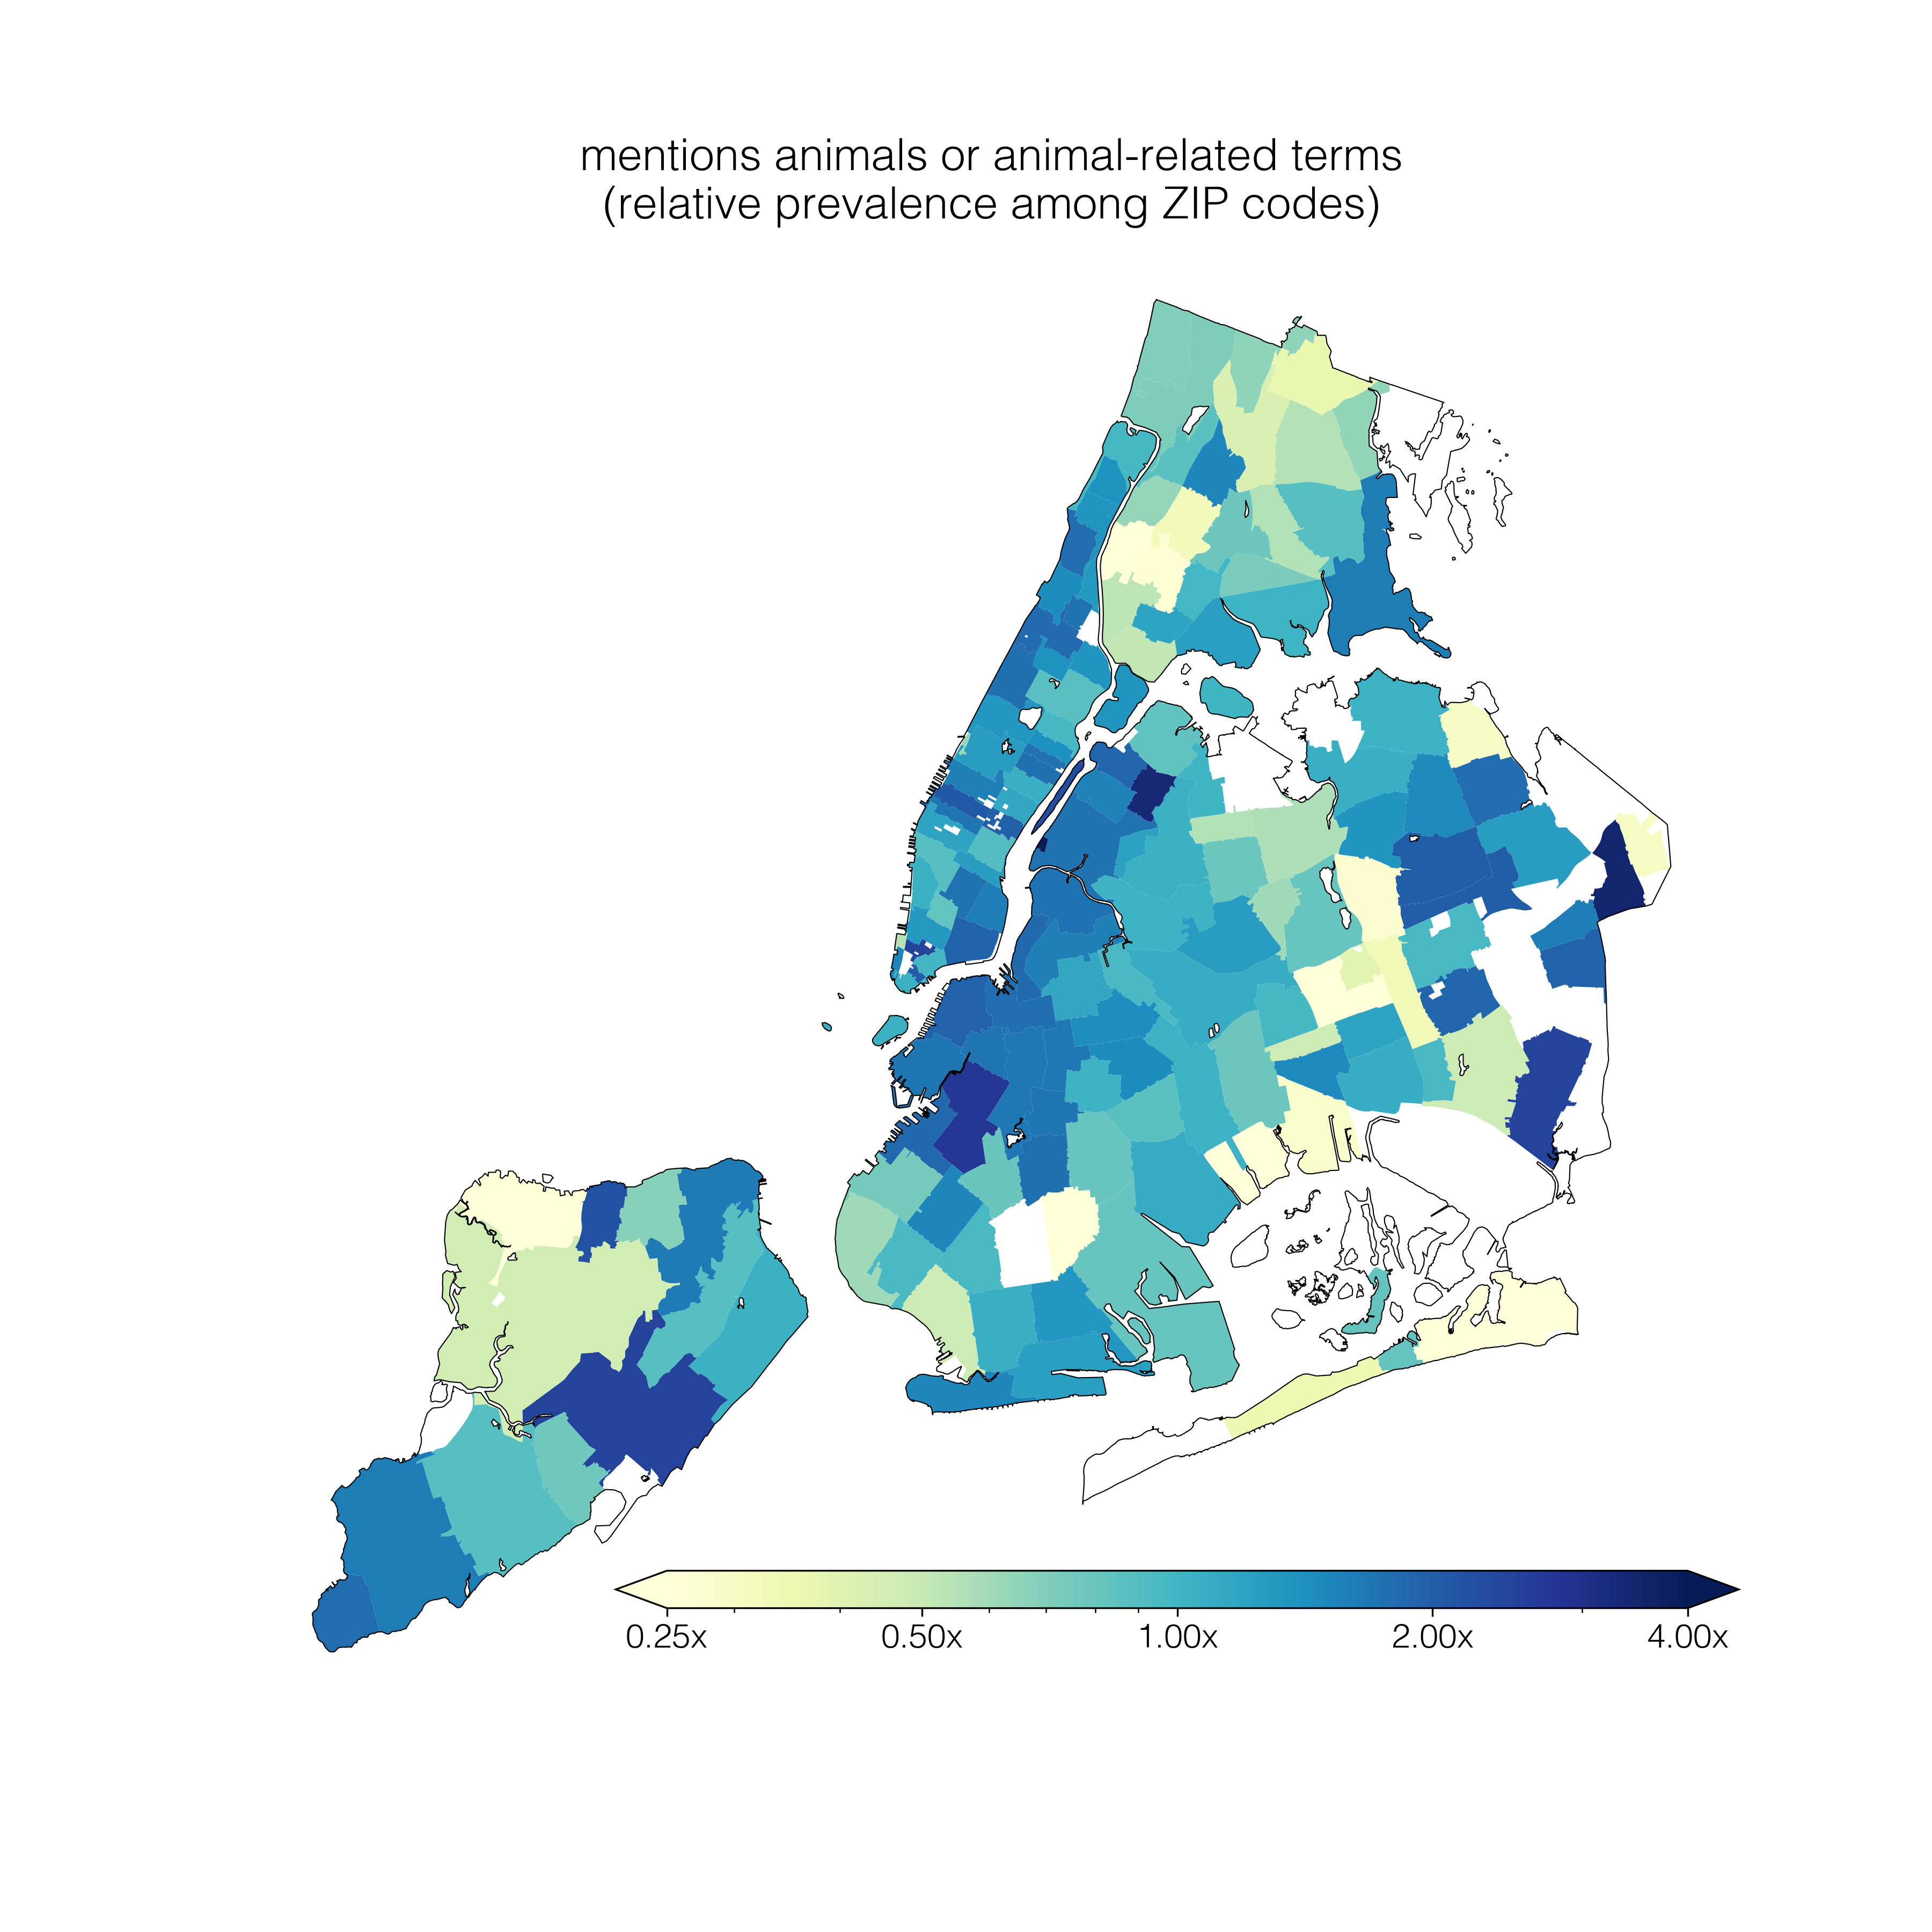 mentions animals or animal-related terms
(relative prevalence among ZIP codes)
0.25x 0.50x 1.00x 2.00x 4.00x